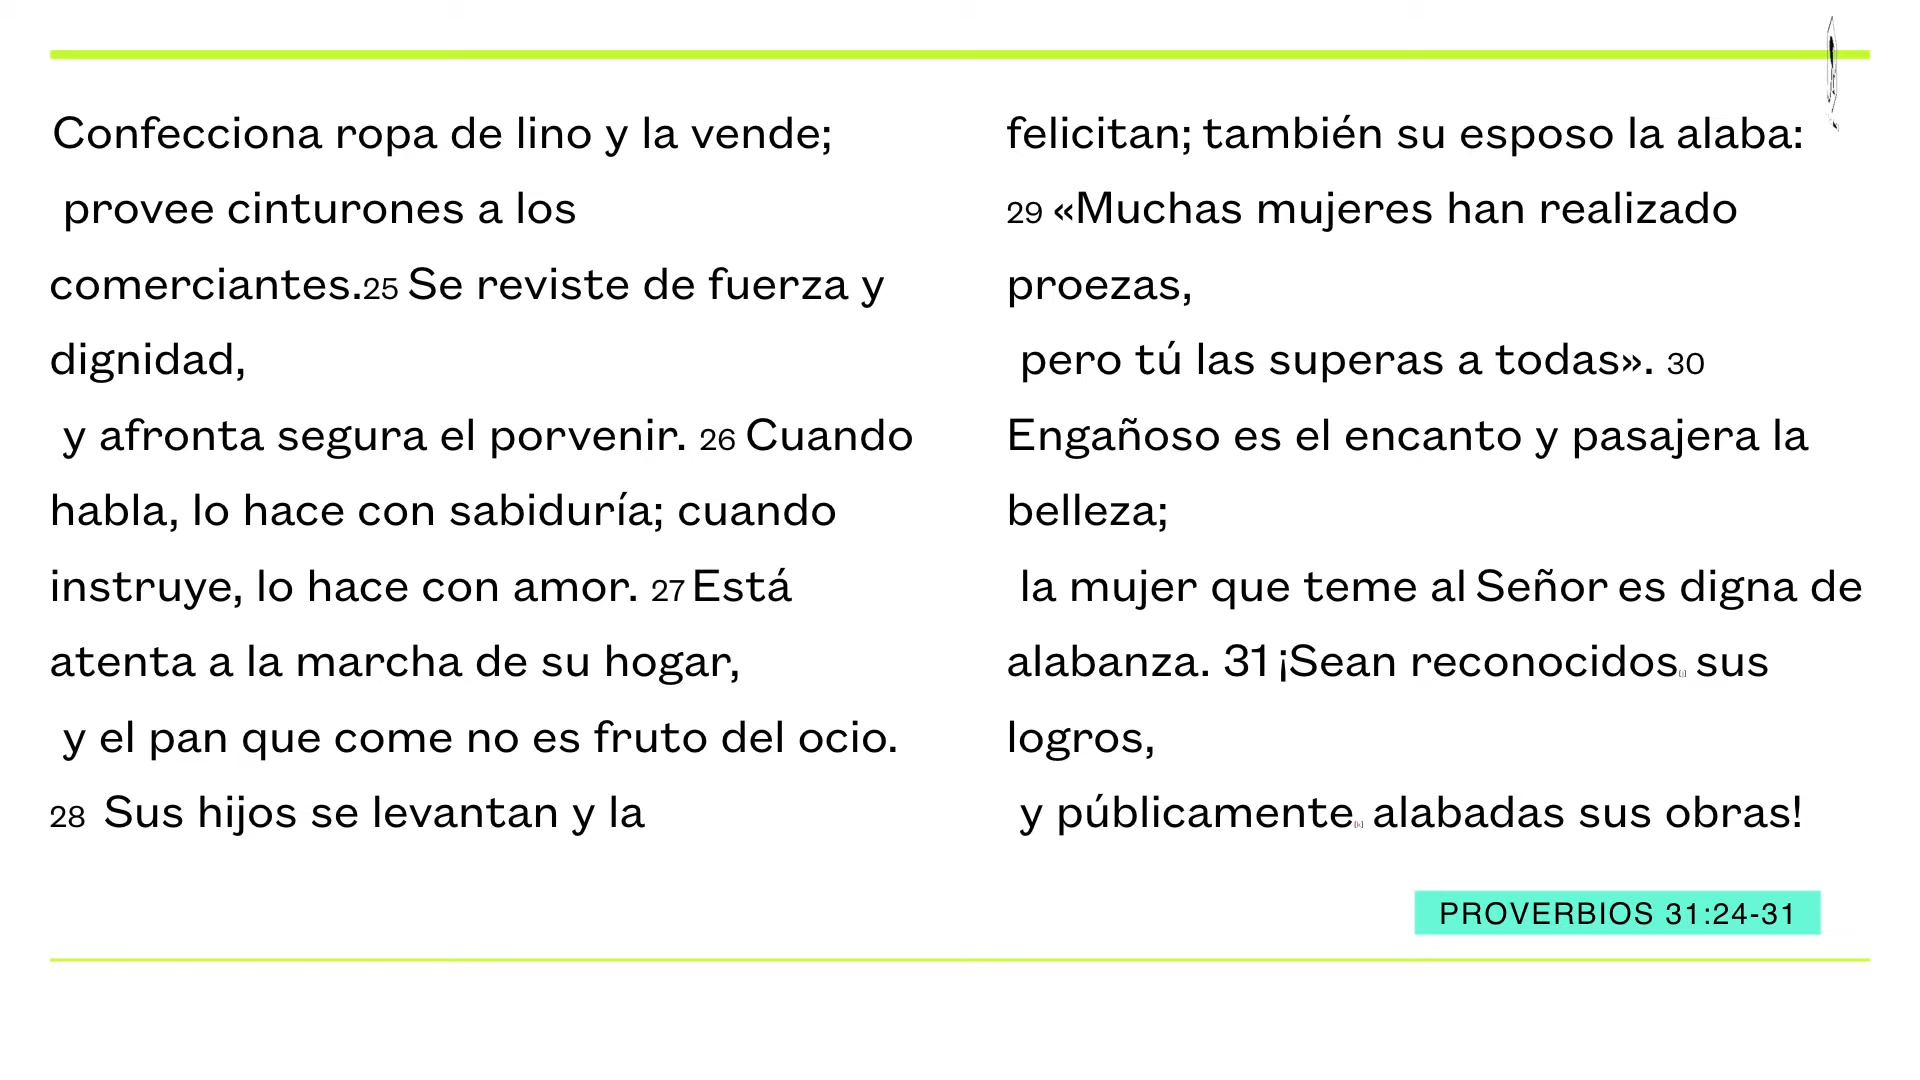 Confecciona ropa de lino y la vende;
provee cinturones a los
comerciantes.25 Se reviste de fuerza y
dignidad,
y afronta segura el porvenir. 26 Cuando
habla, lo hace con sabiduría; cuando
instruye, lo hace con amor. 27 Está
atenta a la marcha de su hogar,
y el pan que come no es fruto del ocio.
28 Sus hijos se levantan y la
felicitan; también su esposo la alaba:
29 «Muchas mujeres han realizado
proezas,
pero tú las superas a todas». 30
Engañoso es el encanto y pasajera la
belleza;
la mujer que teme al Señor es digna de
alabanza. 31 ¡Sean reconocidos sus
logros,
y públicamente alabadas sus obras!
PROVERBIOS 31:24-31